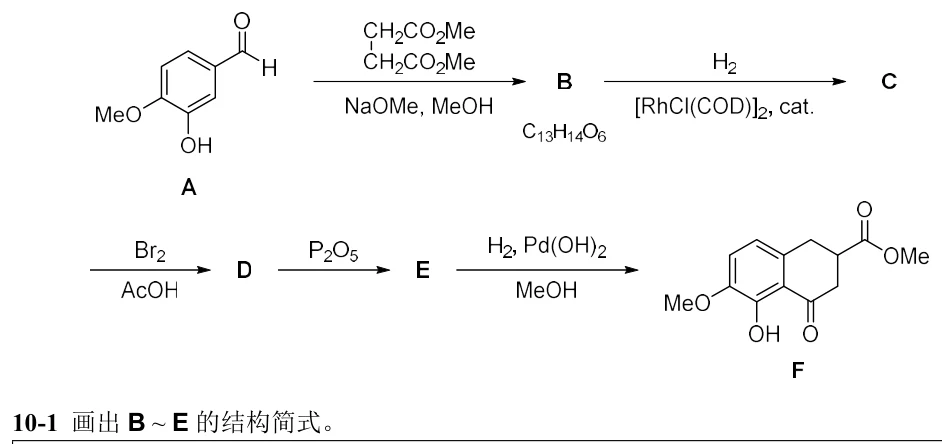 O
H
MeO
OH
A
CH₂CO₂Me
CH₂CO₂Me
NaOMe, MeOH
B
C₁₃H₁₄O₆
H₂
[RhCl(COD)]₂, cat.
C
Br₂
AcOH
D
P₂O₅
E
H₂, Pd(OH)₂
MeOH
O
OMe
MeO
OH
O
F
10-1 画出 B ~ E 的结构简式。